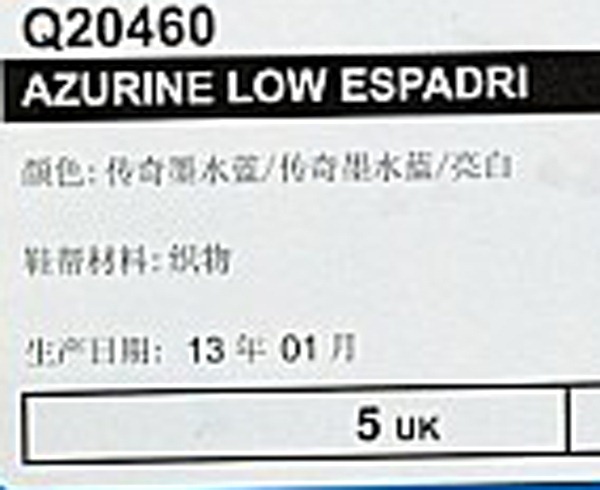 Q20460
AZURINE LOW ESPADRI
颜色: 传奇墨水蓝/传奇墨水蓝/亮白
鞋帮材料: 织物
生产日期: 13 年 01 月
5 UK